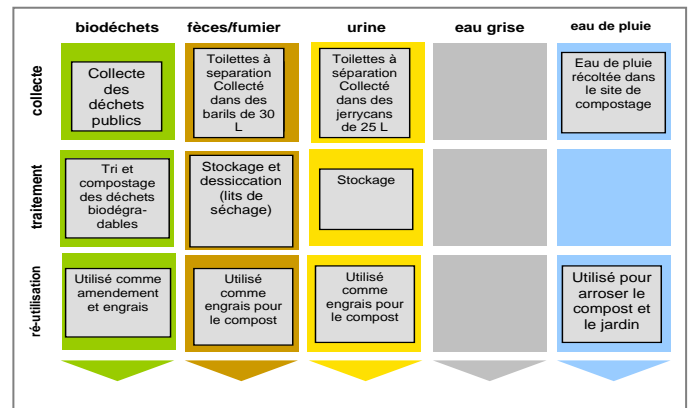 biodéchets
fèces/fumier
urine
eau grise
eau de pluie
collecte
Collecte
des
déchets
publics
Toilettes à
separation
Collecté
dans des
barils de 30
L
Toilettes à
séparation
Collecté
dans des
jerrycans
de 25 L
Eau de pluie
récoltée dans
le site de
compostage
traitement
Tri et
compostage
des déchets
biodégra-
dables
Stockage et
dessiccation
(lits de
séchage)
Stockage
ré-utilisation
Utilisé comme
amendement
et engrais
Utilisé
comme
engrais pour
le compost
Utilisé
comme
engrais pour
le compost
Utilisé pour
arroser le
compost et
le jardin